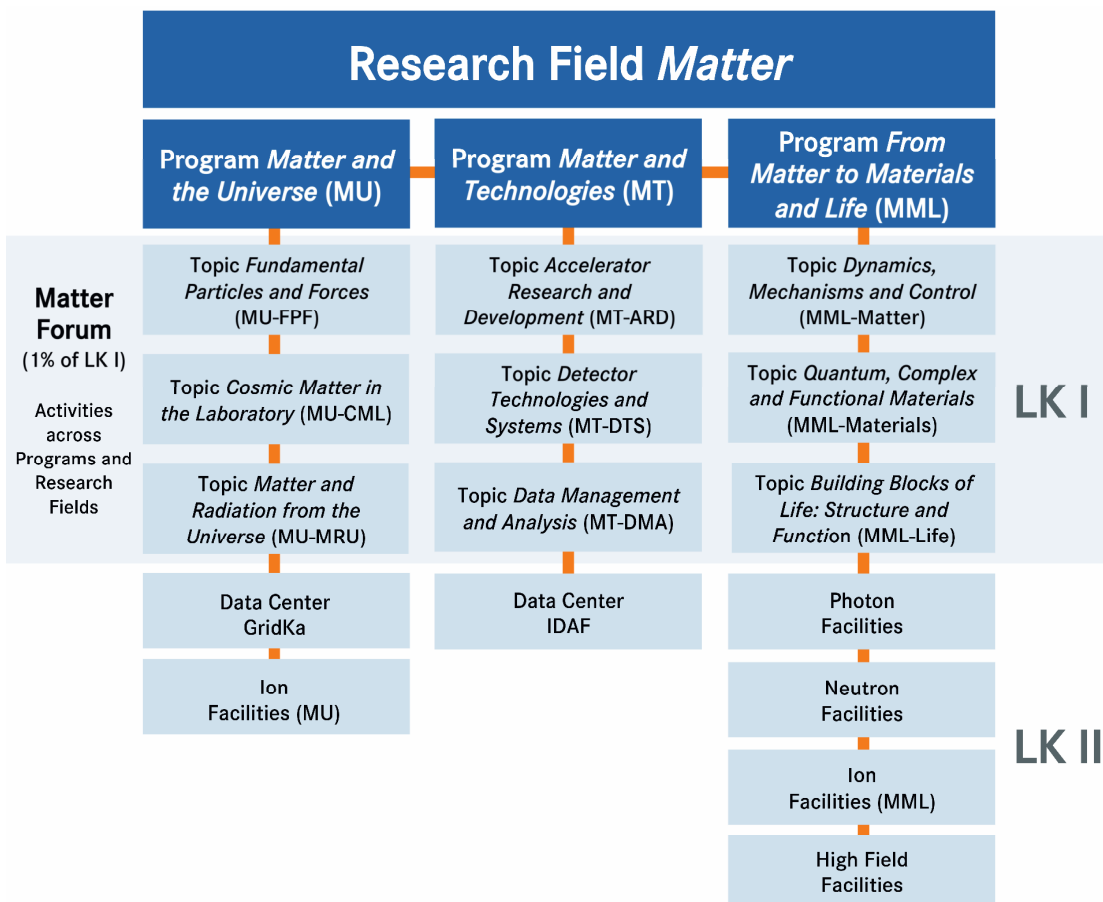 Research Field Matter
Program Matter and
the Universe (MU)
Program Matter and
Technologies (MT)
Program From
Matter to Materials
and Life (MML)
Matter
Forum
(1% of LK I)
Activities
across
Programs and
Research
Fields
Topic Fundamental
Particles and Forces
(MU-FPF)
Topic Cosmic Matter in
the Laboratory (MU-CML)
Topic Matter and
Radiation from the
Universe (MU-MRU)
Topic Accelerator
Research and
Development (MT-ARD)
Topic Detector
Technologies and
Systems (MT-DTS)
Topic Data Management
and Analysis (MT-DMA)
Topic Dynamics,
Mechanisms and Control
(MML-Matter)
Topic Quantum, Complex
and Functional Materials
(MML-Materials)
Topic Building Blocks of
Life: Structure and
Function (MML-Life)
LK I
Data Center
GridKa
Ion
Facilities (MU)
Data Center
IDAF
Photon
Facilities
Neutron
Facilities
Ion
Facilities (MML)
High Field
Facilities
LK II